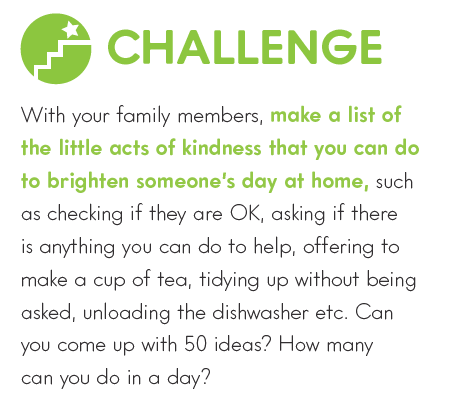 CHALLENGE
With your family members, make a list of
the little acts of kindness that you can do
to brighten someone's day at home, such
as checking if they are OK, asking if there
is anything you can do to help, offering to
make a cup of tea, tidying up without being
asked, unloading the dishwasher etc. Can
you come up with 50 ideas? How many
can you do in a day?